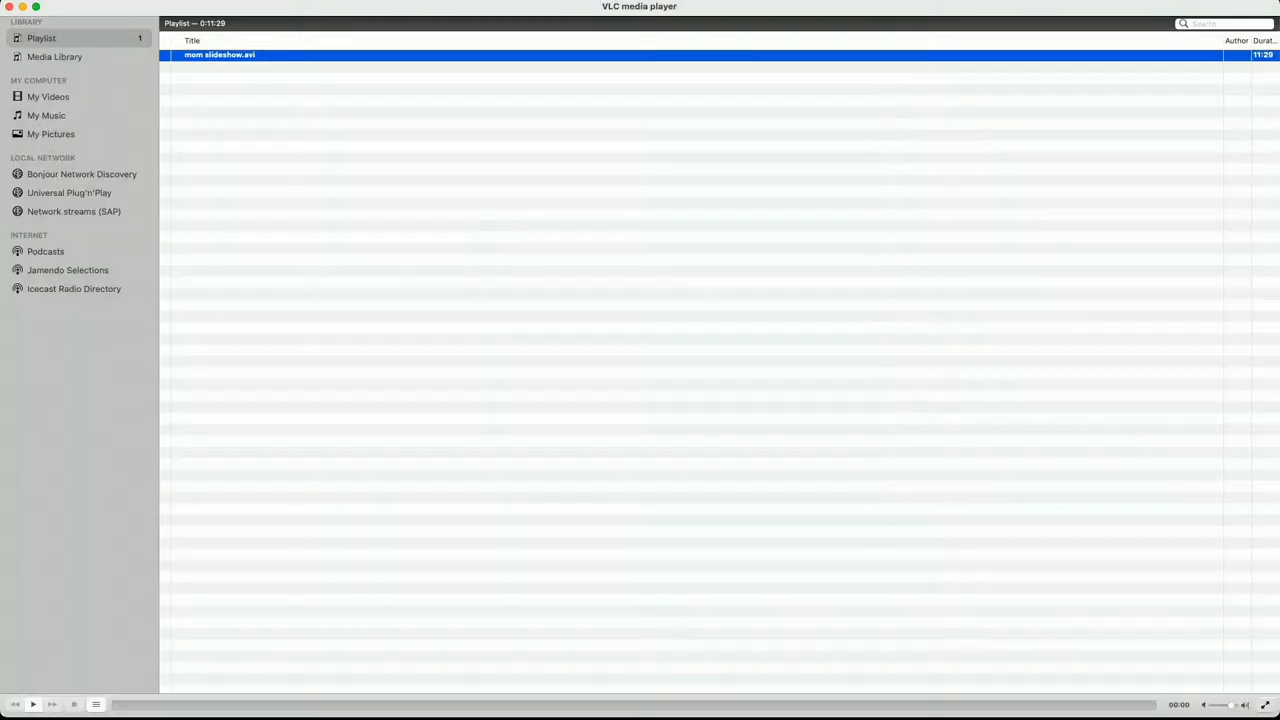 VLC media player
LIBRARY
Playlist 1
Media Library
MY COMPUTER
My Videos
My Music
My Pictures
LOCAL NETWORK
Bonjour Network Discovery
Universal Plug'n'Play
Network streams (SAP)
INTERNET
Podcasts
Jamendo Selections
Icecast Radio Directory
Playlist — 0:11:29
Search
Title Author Durat...
mom slideshow.avi 11:29
00:00